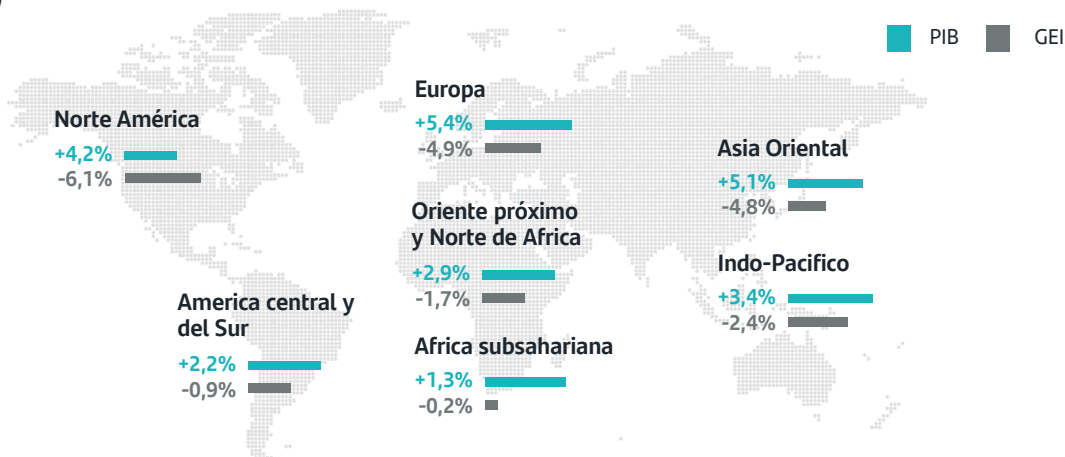 PIB GEI
Norte América
+4,2%
-6,1%
Europa
+5,4%
-4,9%
Asia Oriental
+5,1%
-4,8%
Oriente próximo
y Norte de Africa
+2,9%
-1,7%
Indo-Pacifico
+3,4%
-2,4%
America central y
del Sur
+2,2%
-0,9%
Africa subsahariana
+1,3%
-0,2%